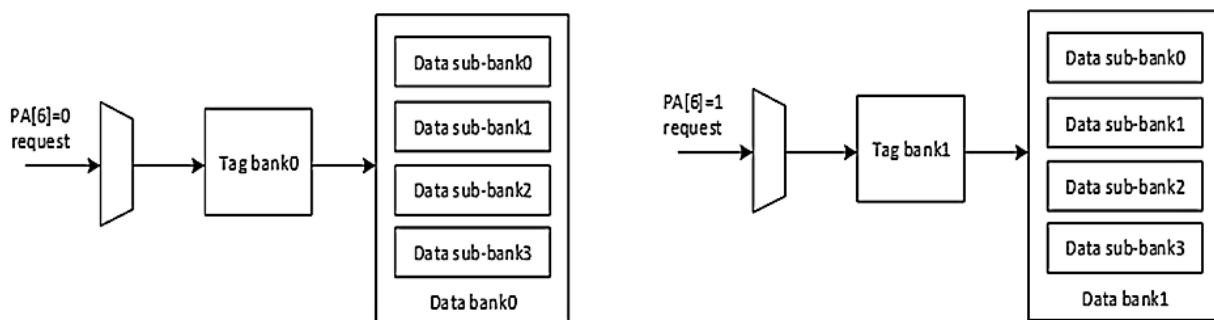 PA[6]=0
request
Tag bank0
Data sub-bank0
Data sub-bank1
Data sub-bank2
Data sub-bank3
Data bank0
PA[6]=1
request
Tag bank1
Data sub-bank0
Data sub-bank1
Data sub-bank2
Data sub-bank3
Data bank1